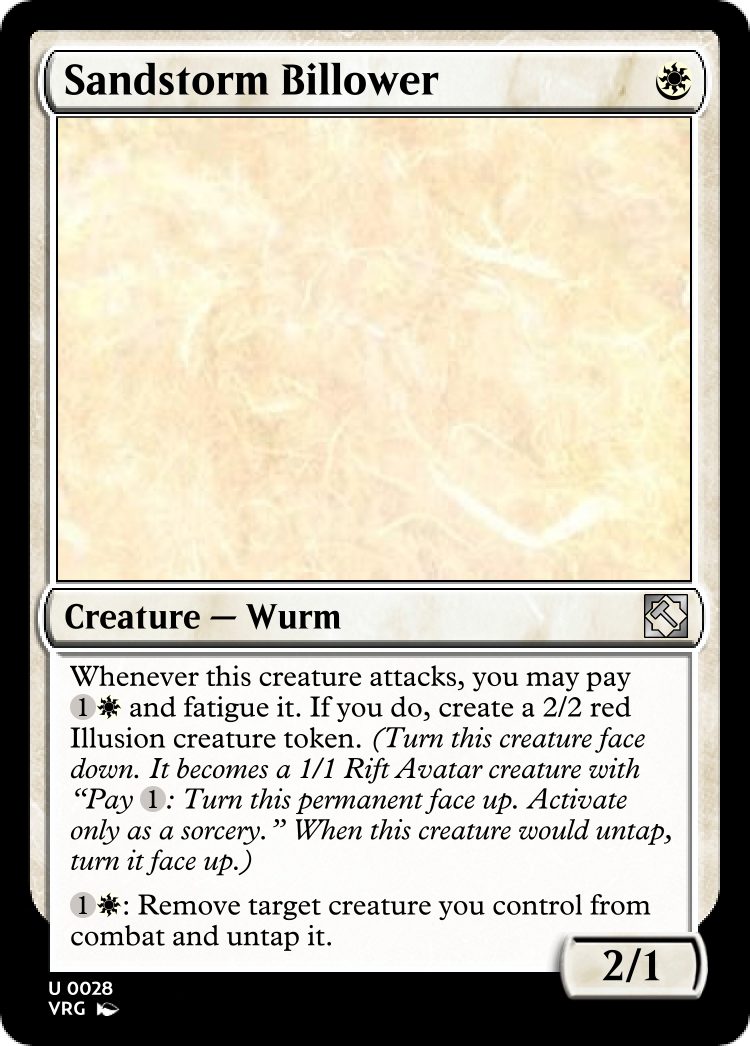 Sandstorm Billower
Creature — Wurm
Whenever this creature attacks, you may pay
1 and fatigue it. If you do, create a 2/2 red
Illusion creature token. (Turn this creature face
down. It becomes a 1/1 Rift Avatar creature with
“Pay 1: Turn this permanent face up. Activate
only as a sorcery.” When this creature would untap,
turn it face up.)
1: Remove target creature you control from
combat and untap it.
2/1
U 0028
VRG